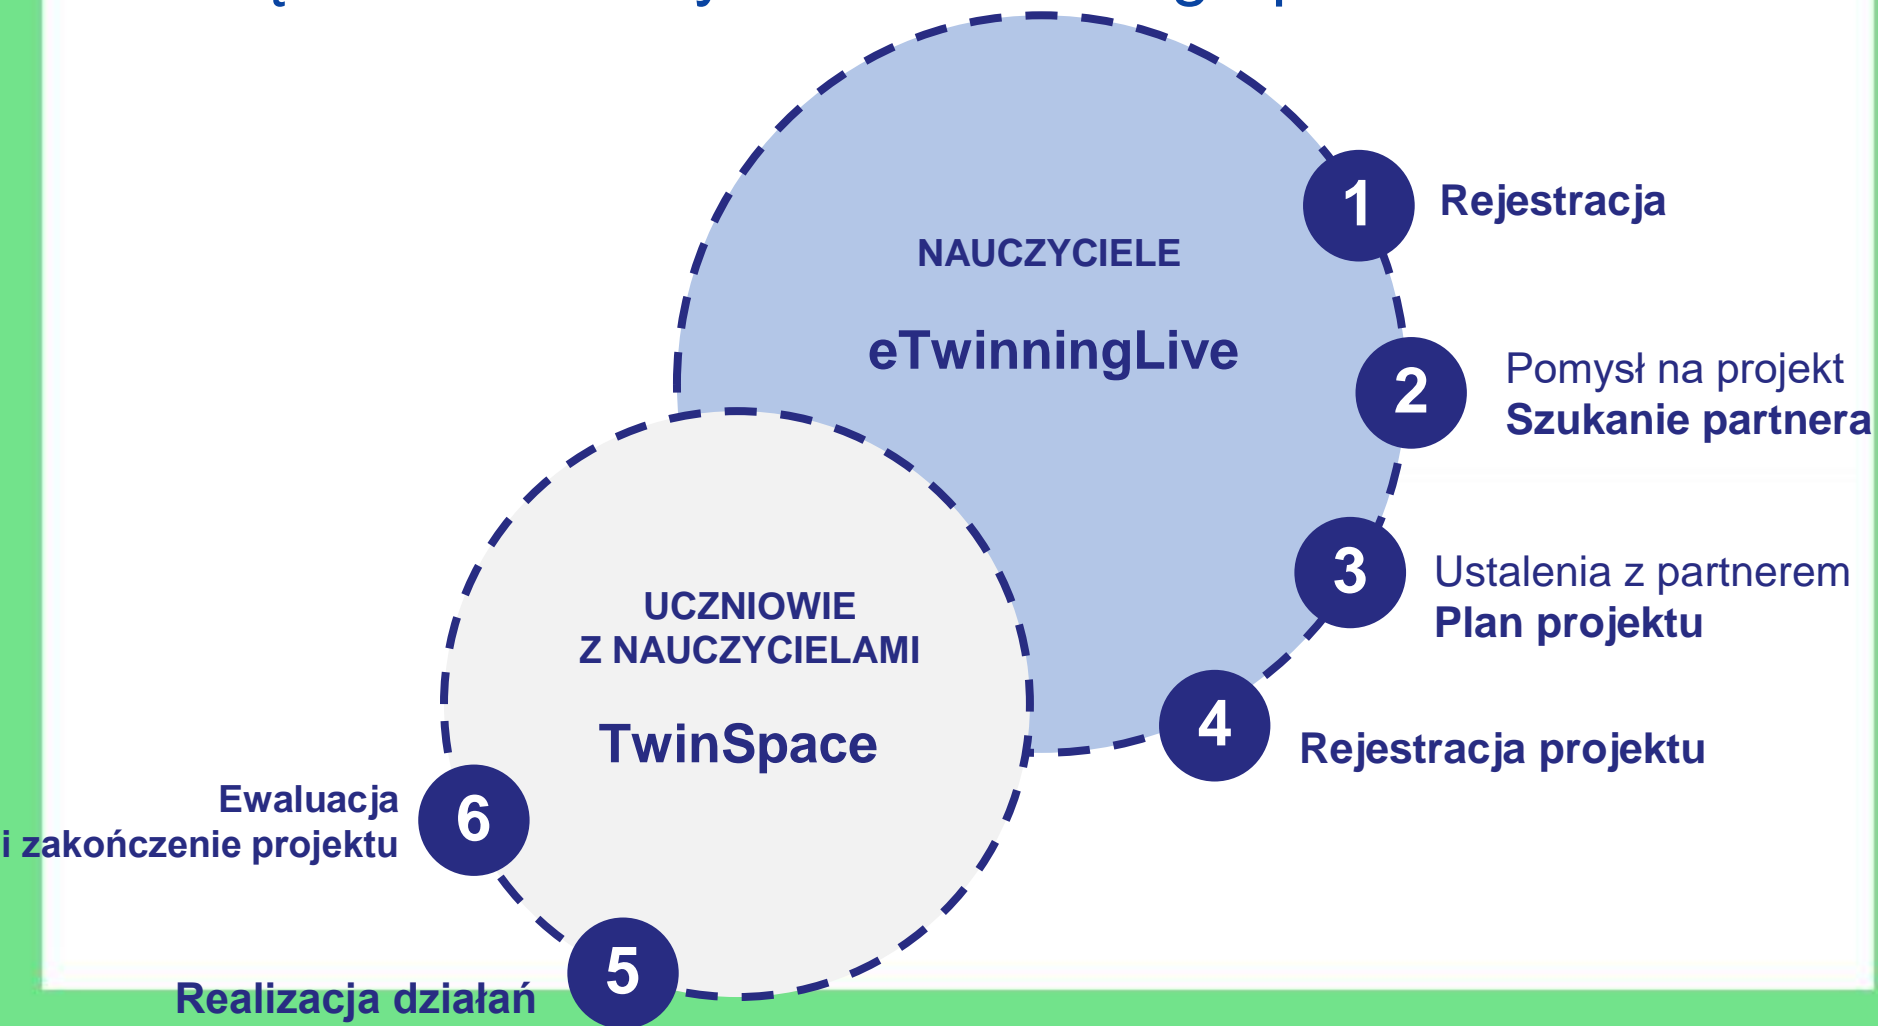 NAUCZYCIELE
eTwinningLive
1
Rejestracja
2
Pomysł na projekt
Szukanie partnera
3
Ustalenia z partnerem
Plan projektu
4
Rejestracja projektu
UCZNIOWIE
Z NAUCZYCIELAMI
TwinSpace
5
Realizacja działań
6
Ewaluacja
i zakończenie projektu